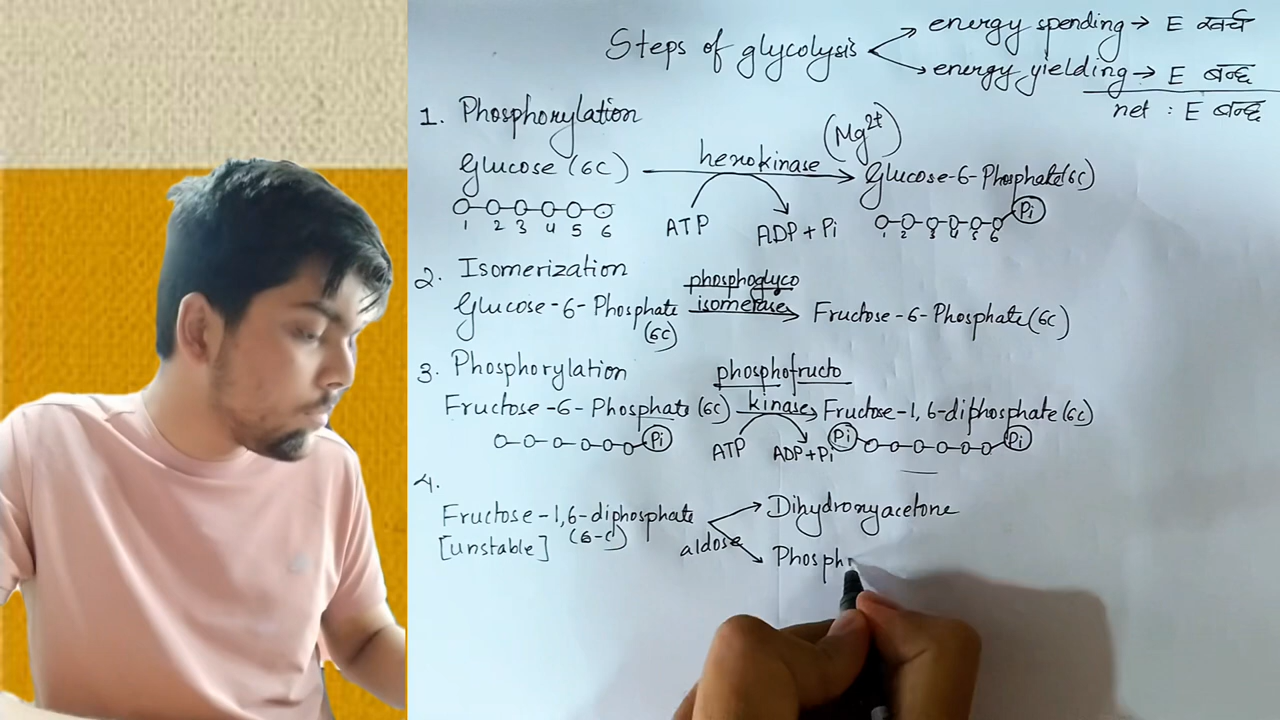 Steps of glycolysis
energy spending → E खर्च
energy yielding → E बन्छ
net : E बन्छ
1. Phosphorylation
Glucose (6C) hexokinase (Mg2+) Glucose-6-Phosphate(6c)
1 2 3 4 5 6
ATP ADP + Pi
Pi
1 2 3 4 5 6
2. Isomerization
Glucose-6-Phosphate (6C)
phosphoglyco
isomerase
Fructose-6-Phosphate(6C)
3. Phosphorylation
phosphofructo
Fructose-6-Phosphate (6C) kinase Fructose-1,6-diphosphate(6C)
Pi
ATP ADP+Pi
Pi Pi
4.
Fructose-1,6-diphosphate
(6-C)
[unstable]
aldose
Dihydroxyacetone
Phosph